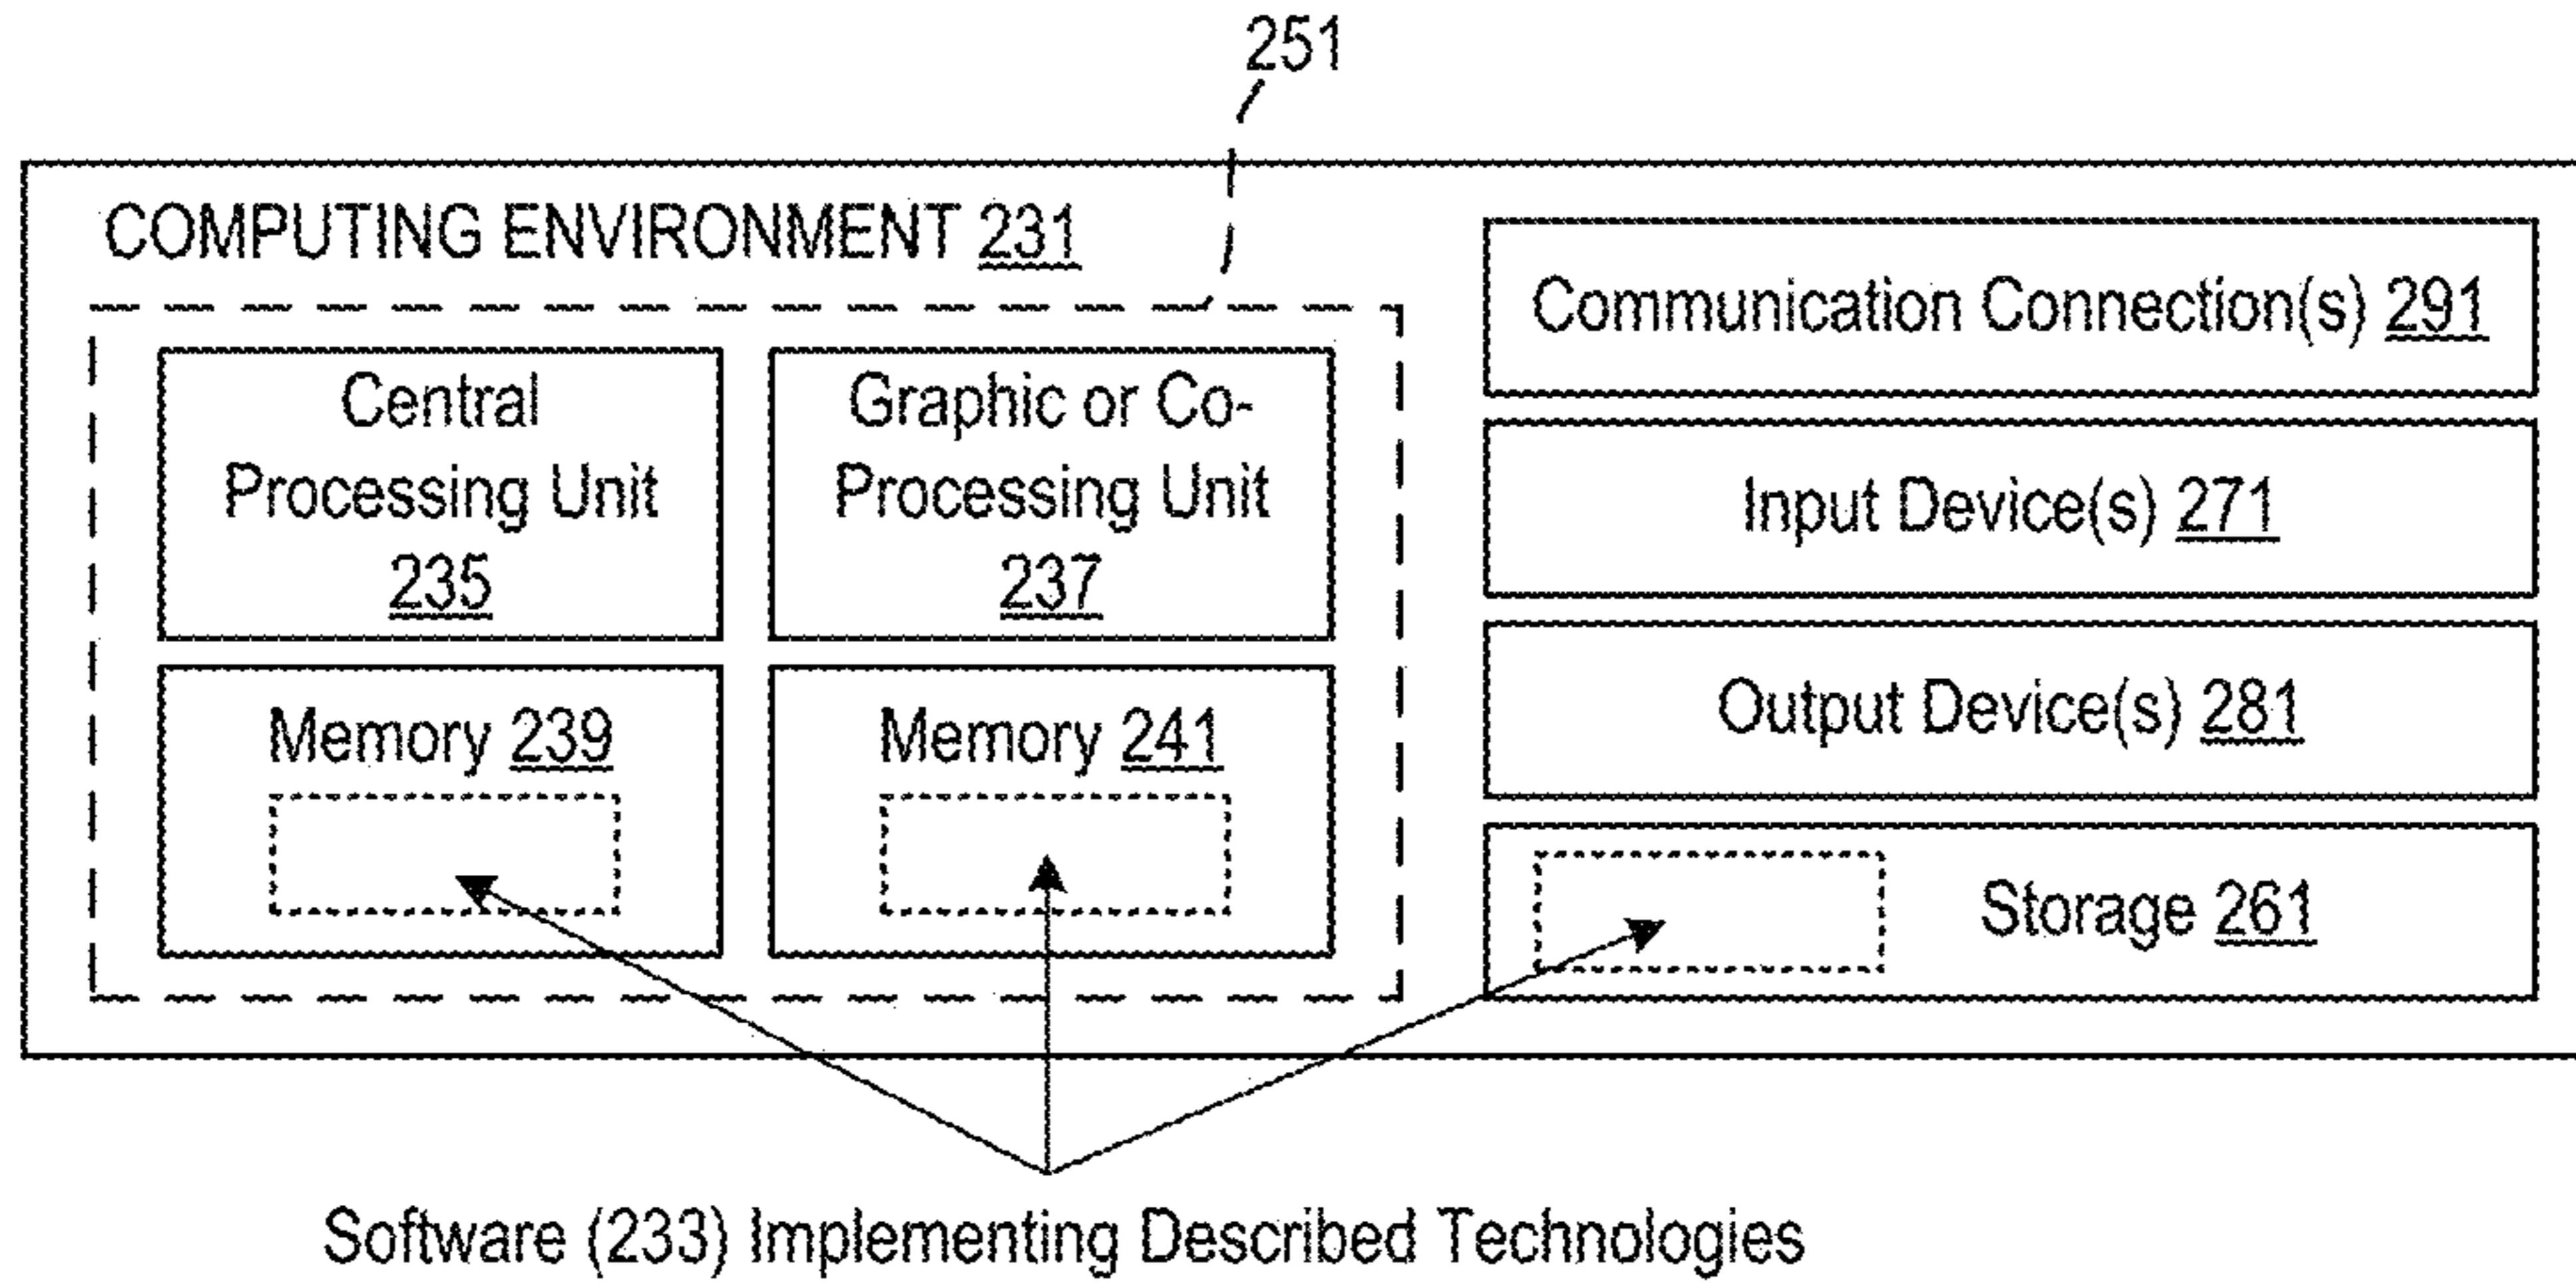 251
COMPUTING ENVIRONMENT 231
Central
Processing Unit
235
Graphic or Co-
Processing Unit
237
Memory 239
Memory 241
Communication Connection(s) 291
Input Device(s) 271
Output Device(s) 281
Storage 261
Software (233) Implementing Described Technologies